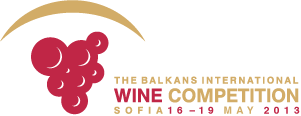 THE BALKANS INTERNATIONAL
WINE COMPETITION
SOFIA 16-19 MAY 2013